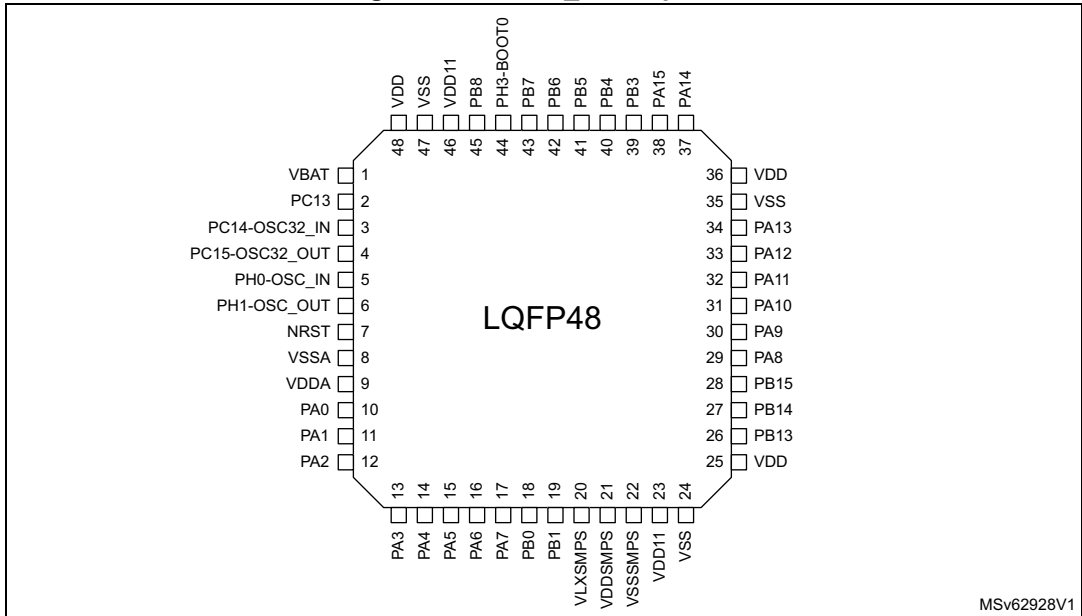 VDD
VSS
VDD11
PB8
PH3-BOOT0
PB7
PB6
PB5
PB4
PB3
PA15
PA14
48
47
46
45
44
43
42
41
40
39
38
37
VBAT 1
PC13 2
PC14-OSC32_IN 3
PC15-OSC32_OUT 4
PH0-OSC_IN 5
PH1-OSC_OUT 6
NRST 7
VSSA 8
VDDA 9
PA0 10
PA1 11
PA2 12
LQFP48
36 VDD
35 VSS
34 PA13
33 PA12
32 PA11
31 PA10
30 PA9
29 PA8
28 PB15
27 PB14
26 PB13
25 VDD
13
14
15
16
17
18
19
20
21
22
23
24
PA3
PA4
PA5
PA6
PA7
PB0
PB1
VLXSMPS
VDDSMPS
VSSSMPS
VDD11
VSS
MSv62928V1